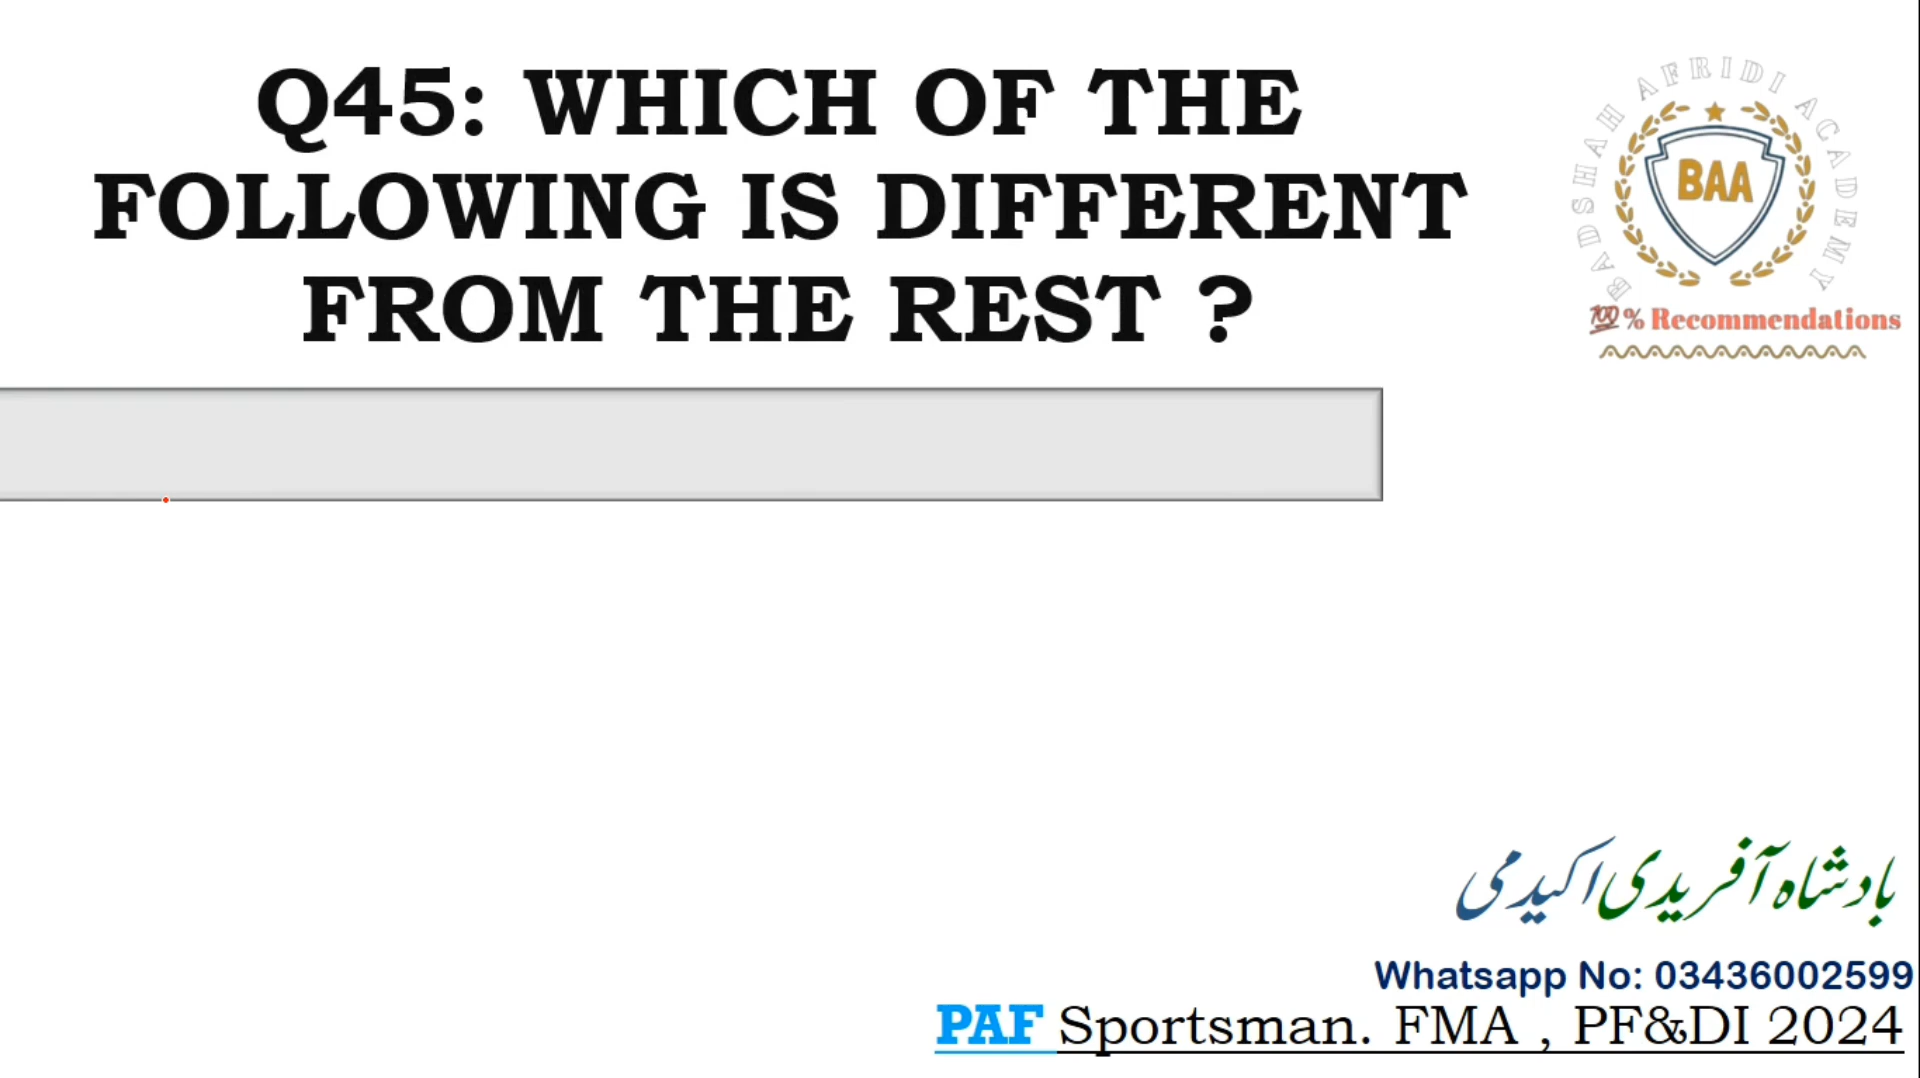 Q45: WHICH OF THE
FOLLOWING IS DIFFERENT
FROM THE REST ?
BADSHAH AFRIDI ACADEMY
BAA
💯% Recommendations
بادشاہ آفریدی اکیڈمی
Whatsapp No: 03436002599
PAF Sportsman. FMA , PF&DI 2024